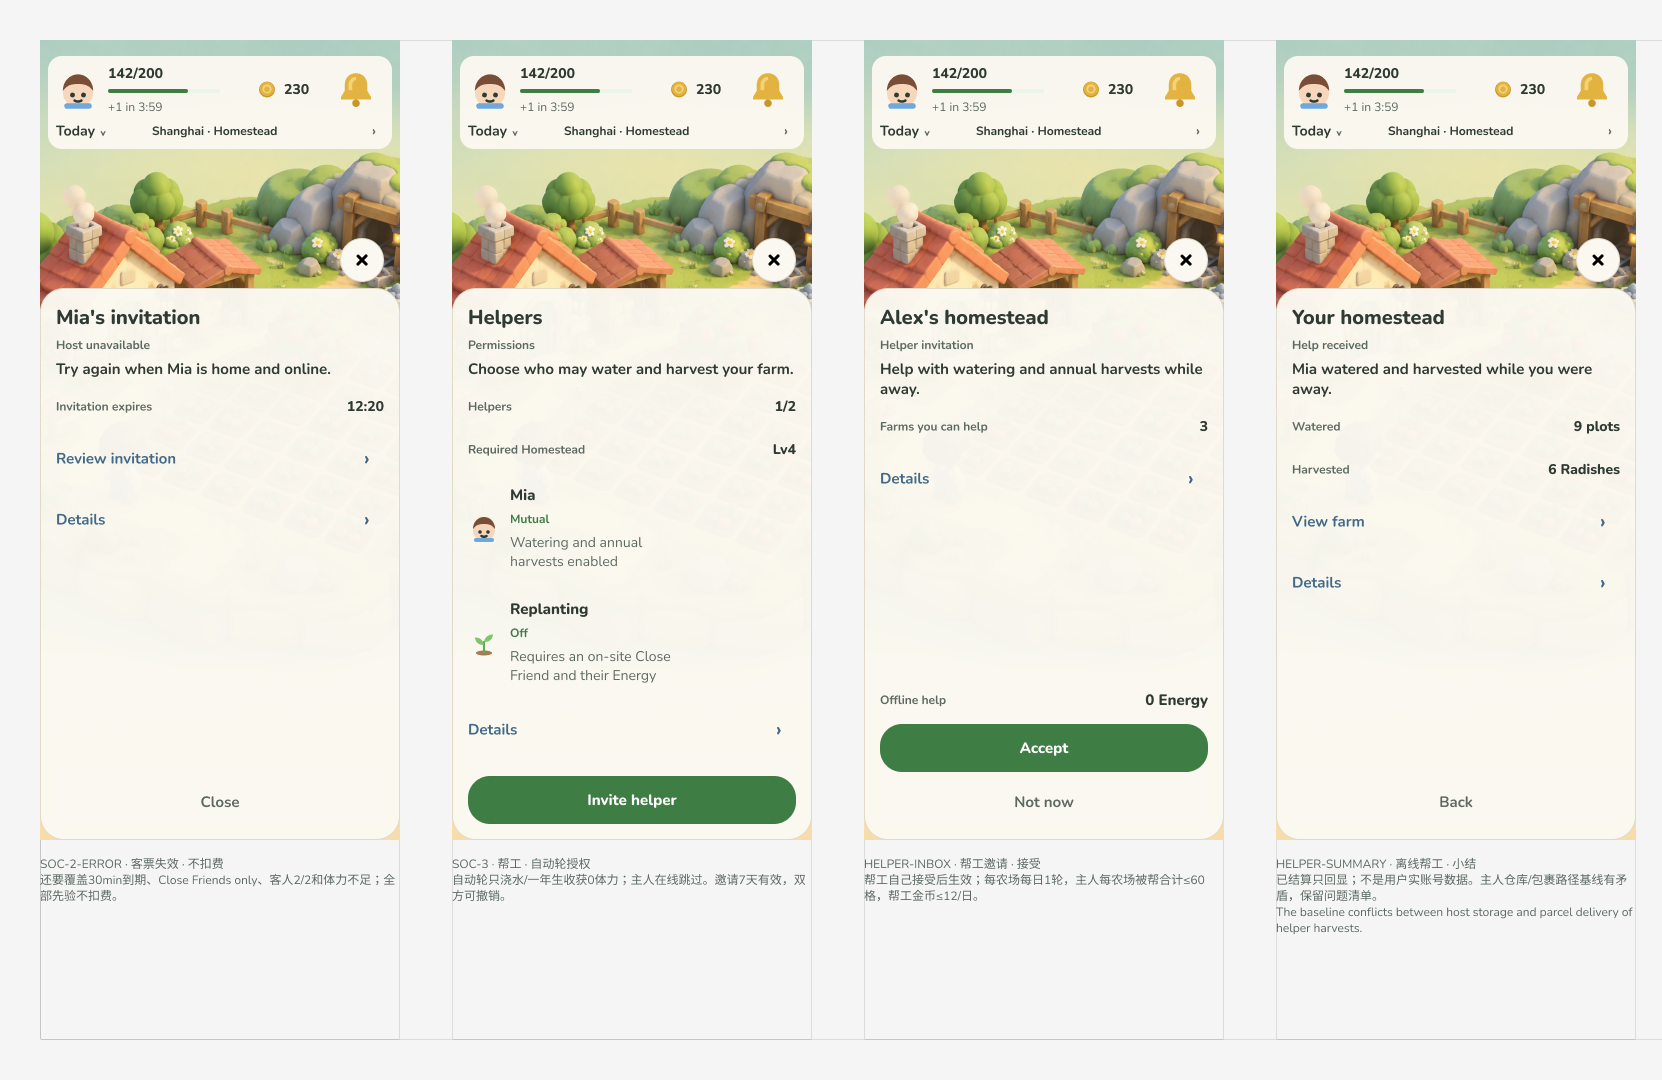 142/200
230
+1 in 3:59
Today ˅
Shanghai · Homestead ›
Mia's invitation
Host unavailable
Try again when Mia is home and online.
Invitation expires 12:20
Review invitation ›
Details ›
Close
SOC-2-ERROR · 客票失效 · 不扣费
还要覆盖30min到期、Close Friends only、客人2/2和体力不足；全
部先验不扣费。
142/200
230
+1 in 3:59
Today ˅
Shanghai · Homestead ›
Helpers
Permissions
Choose who may water and harvest your farm.
Helpers 1/2
Required Homestead Lv4
Mia
Mutual
Watering and annual
harvests enabled
Replanting
Off
Requires an on-site Close
Friend and their Energy
Details ›
Invite helper
SOC-3 · 帮工 · 自动轮授权
自动轮只浇水/一年生收获0体力；主人在线跳过。邀请7天有效，双
方可撤销。
142/200
230
+1 in 3:59
Today ˅
Shanghai · Homestead ›
Alex's homestead
Helper invitation
Help with watering and annual harvests while
away.
Farms you can help 3
Details ›
Offline help 0 Energy
Accept
Not now
HELPER-INBOX · 帮工邀请 · 接受
帮工自己接受后生效；每农场每日1轮，主人每农场被帮合计≤60
格，帮工金币≤12/日。
142/200
230
+1 in 3:59
Today ˅
Shanghai · Homestead ›
Your homestead
Help received
Mia watered and harvested while you were
away.
Watered 9 plots
Harvested 6 Radishes
View farm ›
Details ›
Back
HELPER-SUMMARY · 离线帮工 · 小结
已结算只回显；不是用户实账号数据。主人仓库/包裹路径基线有矛
盾，保留问题清单。
The baseline conflicts between host storage and parcel delivery of
helper harvests.